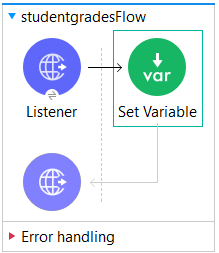 studentgradesFlow
var
Listener
Set Variable
Error handling